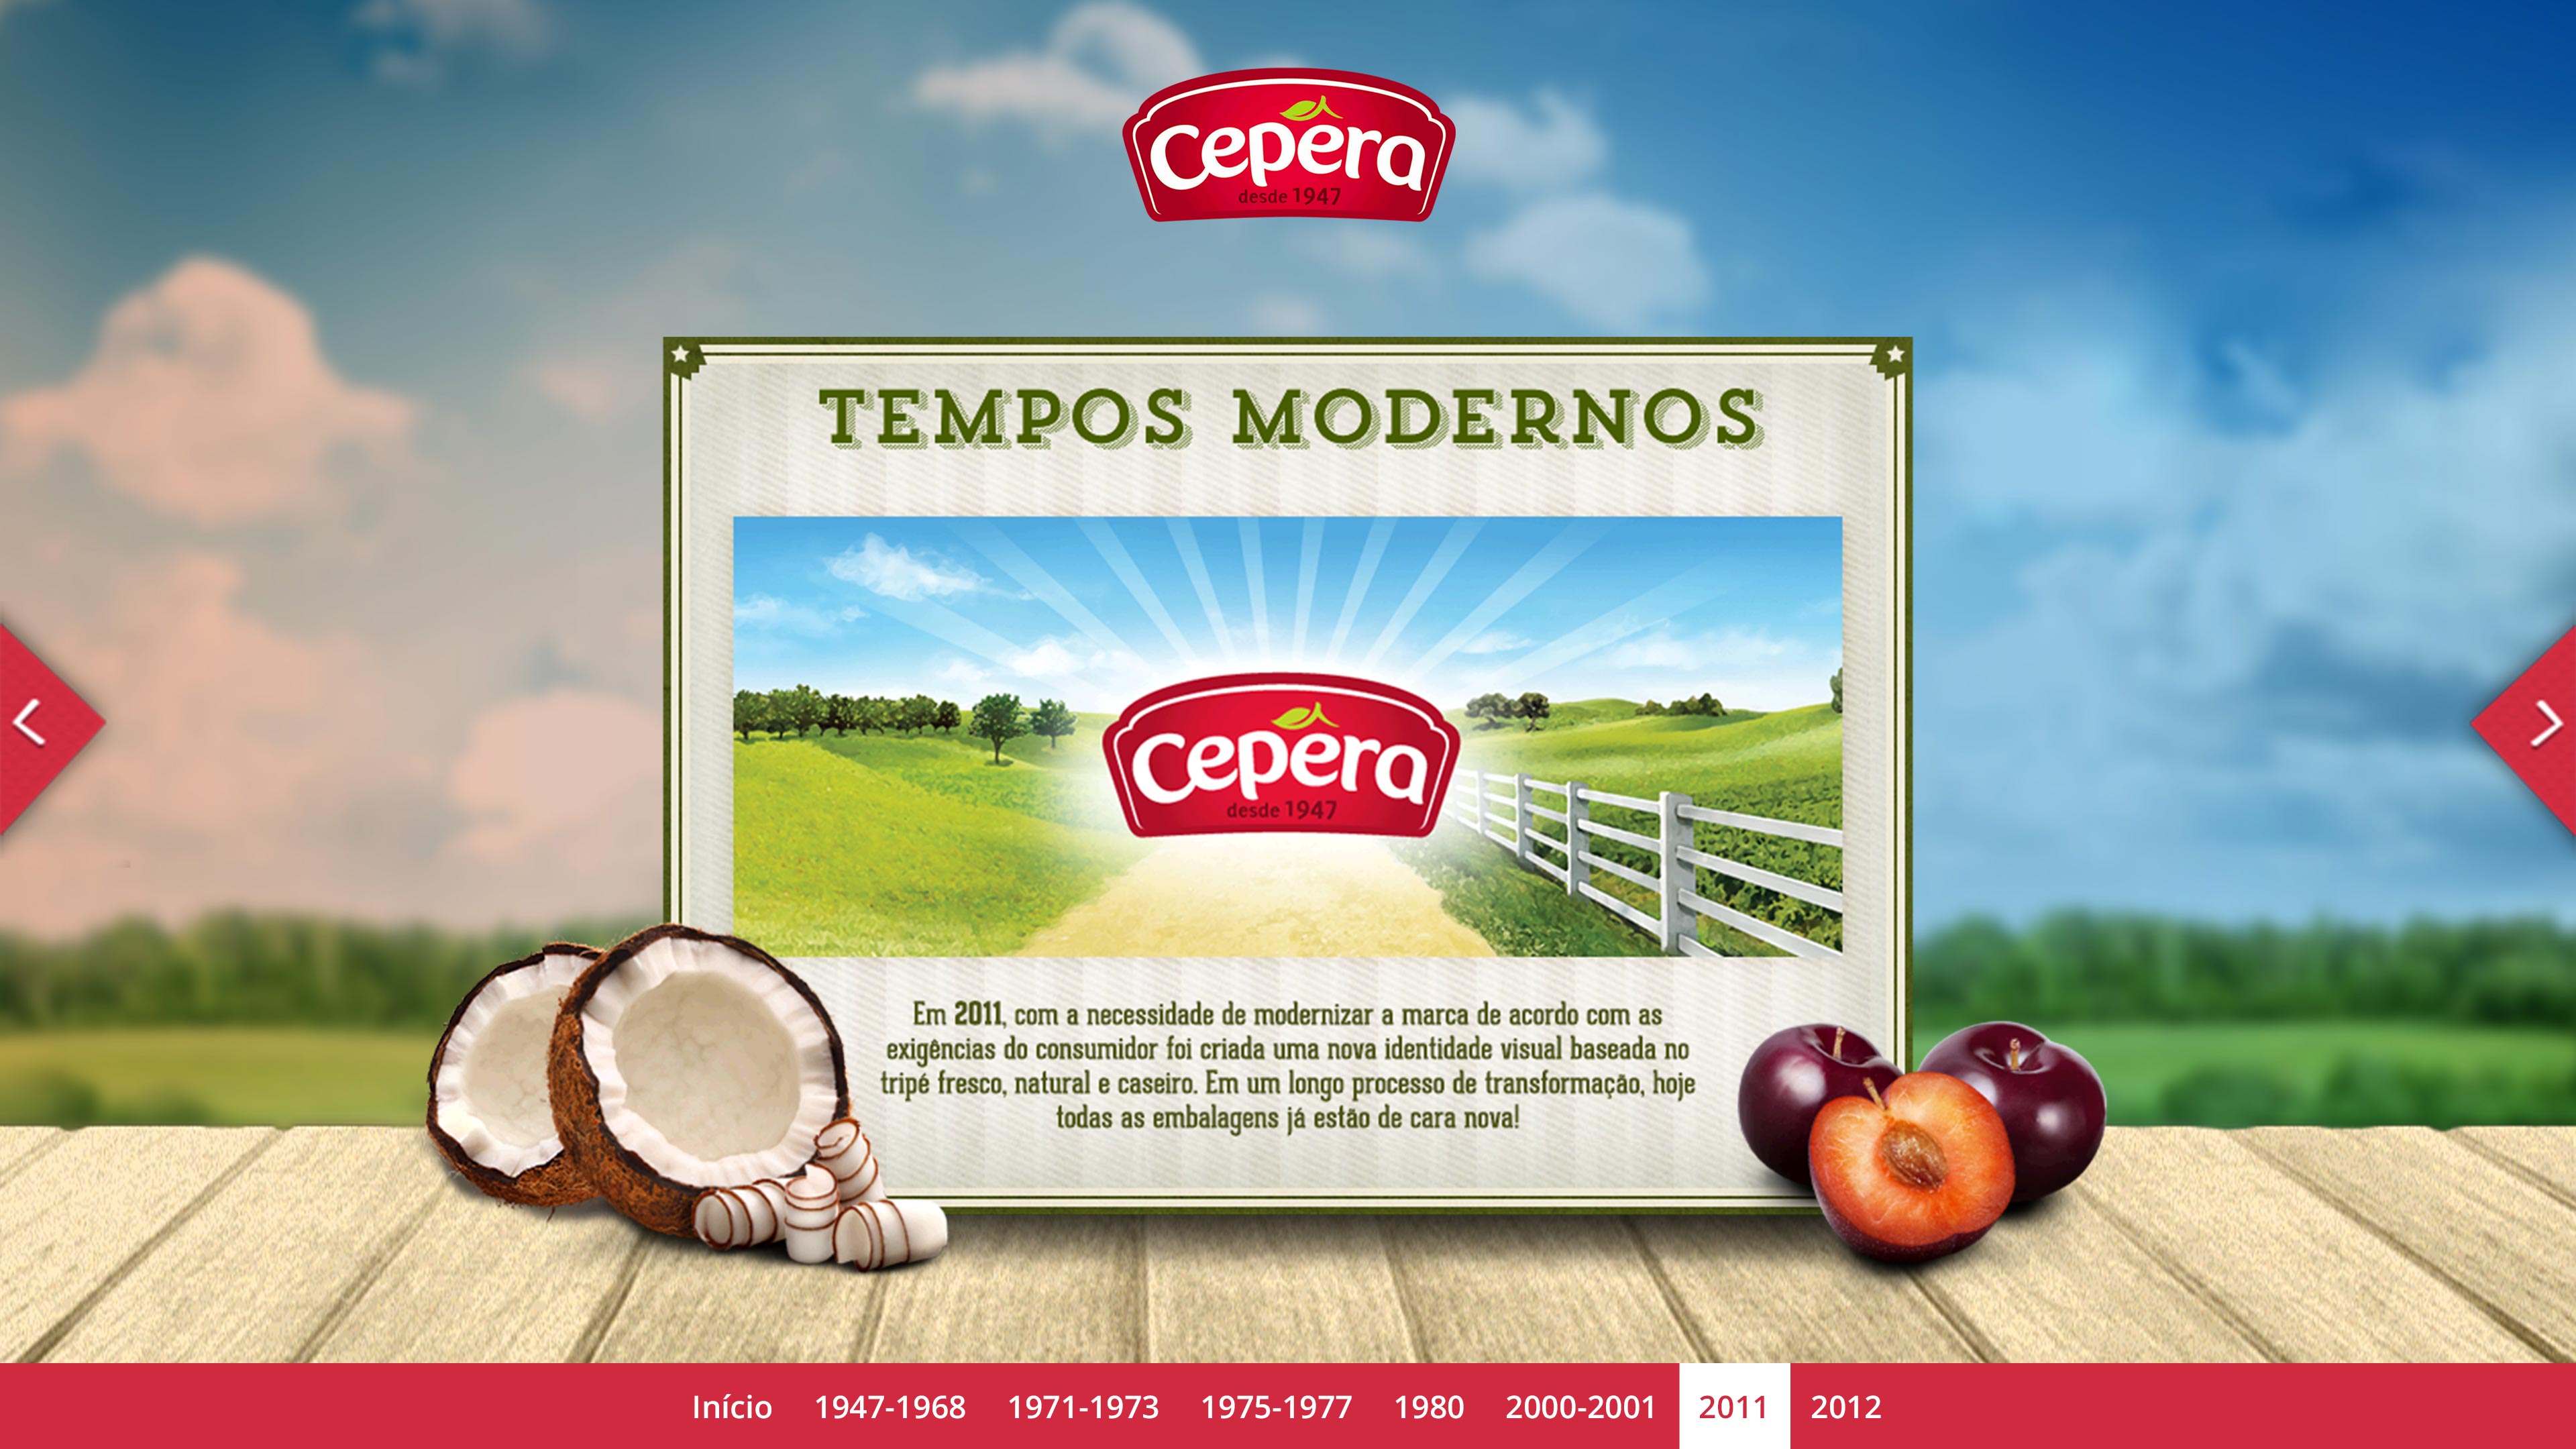 Cepêra
desde 1947
TEMPOS MODERNOS
Cepêra
desde 1947
Em 2011, com a necessidade de modernizar a marca de acordo com as
exigências do consumidor foi criada uma nova identidade visual baseada no
tripé fresco, natural e caseiro. Em um longo processo de transformação, hoje
todas as embalagens já estão de cara nova!
Início 1947-1968 1971-1973 1975-1977 1980 2000-2001 2011 2012